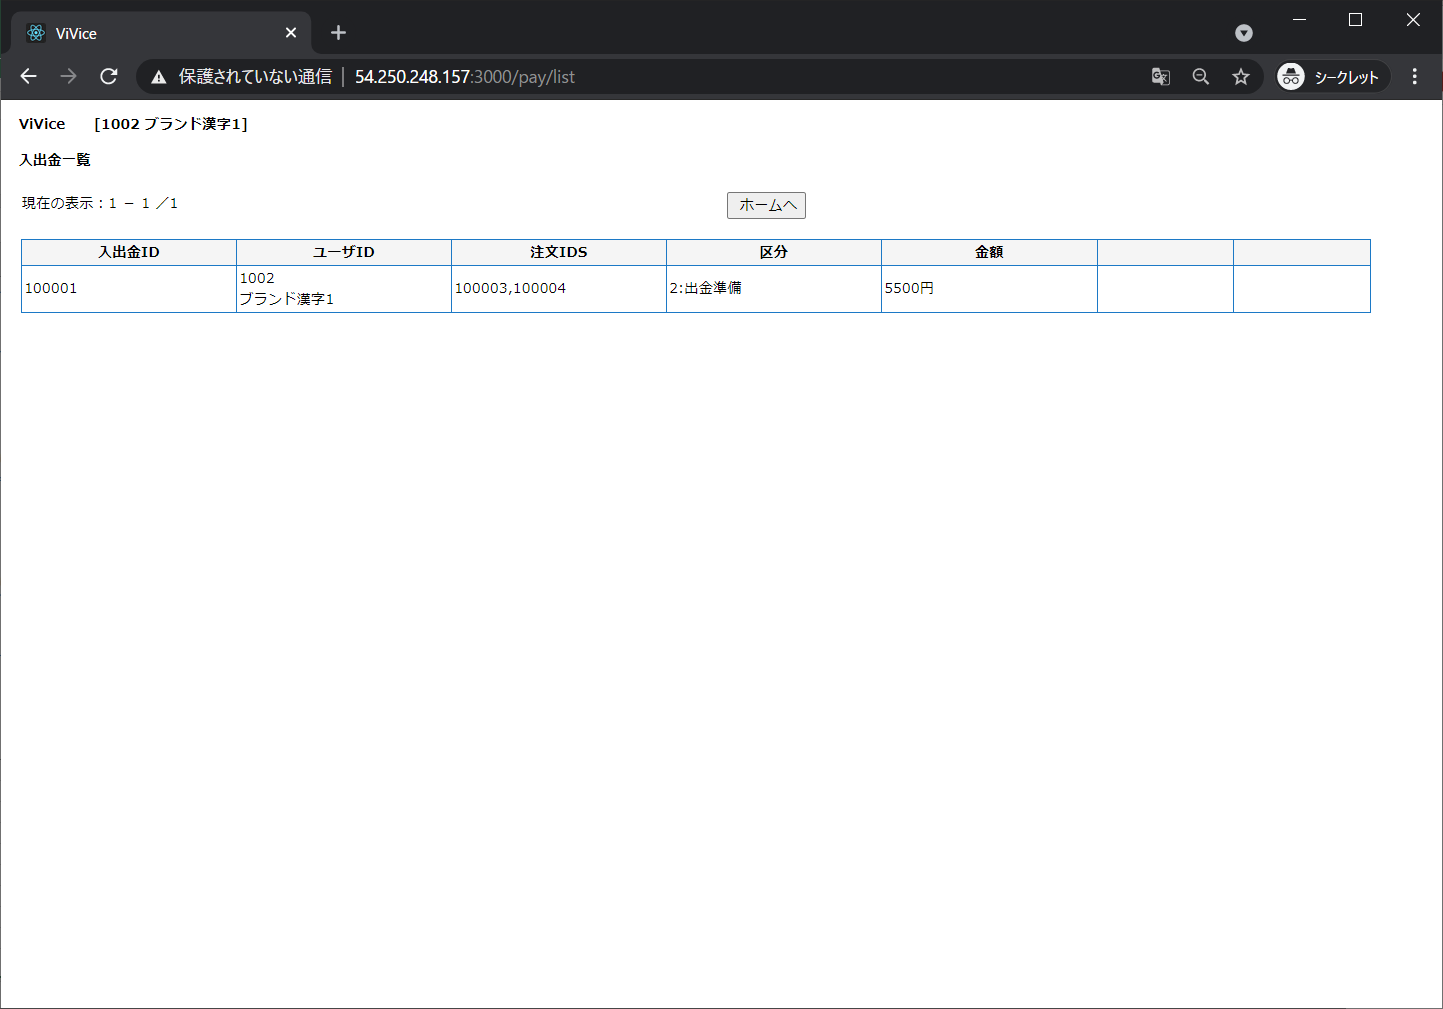 ViVice
保護されていない通信 54.250.248.157:3000/pay/list シークレット
ViVice [1002 ブランド漢字1]
入出金一覧
現在の表示：1 － 1 ／1 ホームへ
入出金ID ユーザID 注文IDS 区分 金額
100001 1002 ブランド漢字1 100003,100004 2:出金準備 5500円